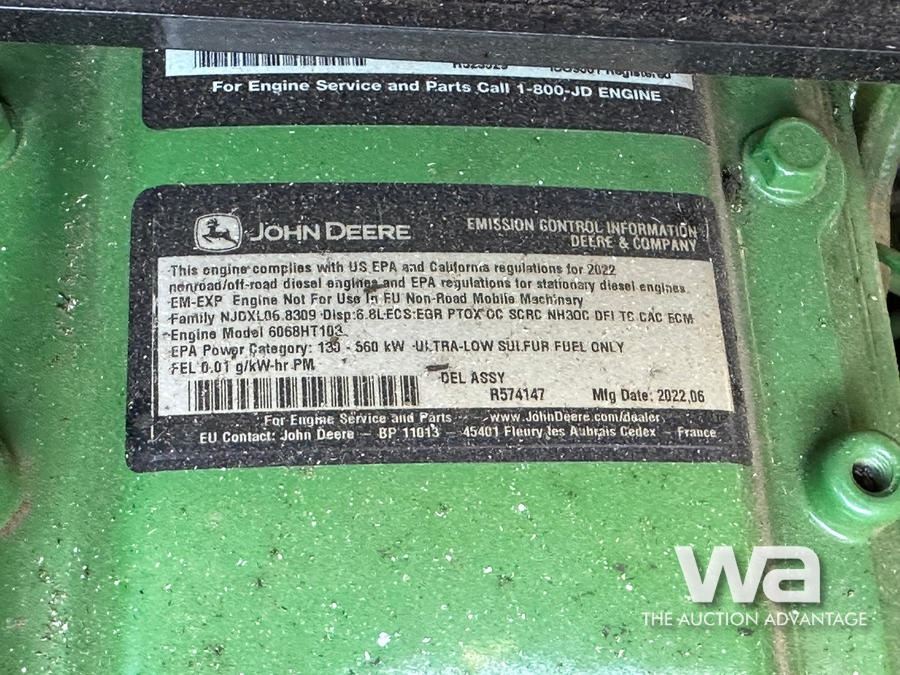 ISO9001 Registered
For Engine Service and Parts Call 1-800-JD ENGINE
JOHN DEERE
EMISSION CONTROL INFORMATION
DEERE & COMPANY
This engine complies with US EPA and California regulations for 2022
nonroad/off-road diesel engines and EPA regulations for stationary diesel engines.
EM-EXP Engine Not For Use In EU Non-Road Mobile Machinery
Family NJDXL06.8309 Disp:6.8L ECS:EGR PTOX OC SCRC NH3OC DFI TC CAC ECM
Engine Model 6068HT103
EPA Power Category: 130 - 560 kW ULTRA-LOW SULFUR FUEL ONLY
FEL 0.01 g/kW-hr PM
DEL ASSY
R574147 Mfg Date: 2022,06
For Engine Service and Parts — www.JohnDeere.com/dealer
EU Contact: John Deere — BP 11013 — 45401 Fleury les Aubrais Cedex France
wa
THE AUCTION ADVANTAGE